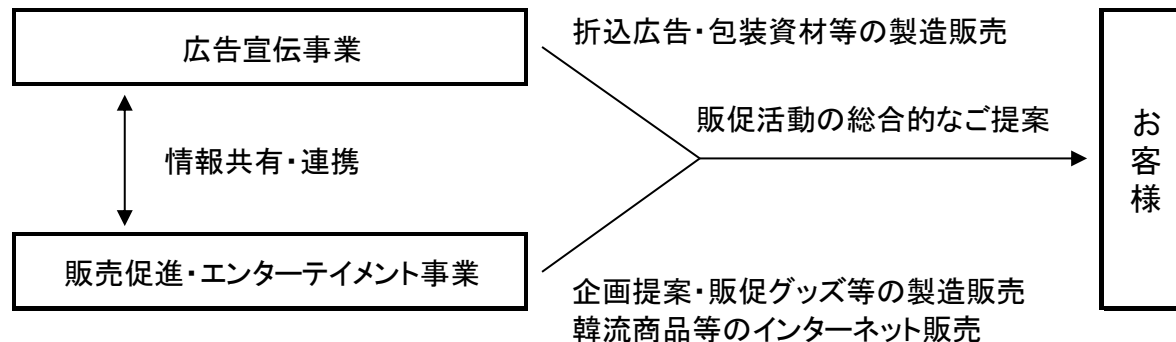 広告宣伝事業
折込広告・包装資材等の製造販売
情報共有・連携
販促活動の総合的なご提案
お客様
販売促進・エンターテイメント事業
企画提案・販促グッズ等の製造販売
韓流商品等のインターネット販売